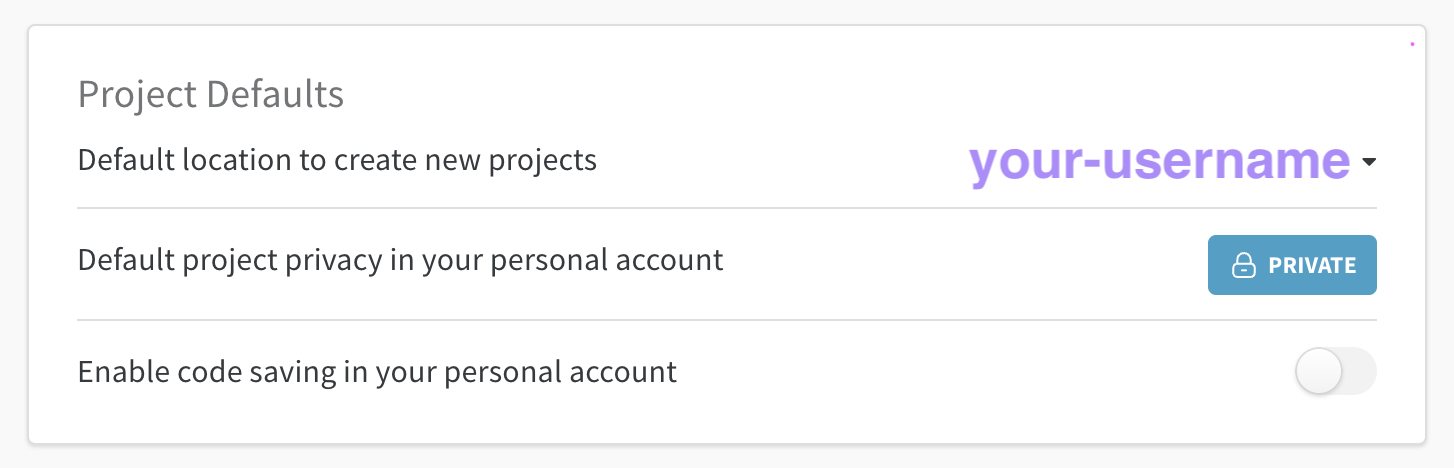 Project Defaults
Default location to create new projects your-username
Default project privacy in your personal account PRIVATE
Enable code saving in your personal account